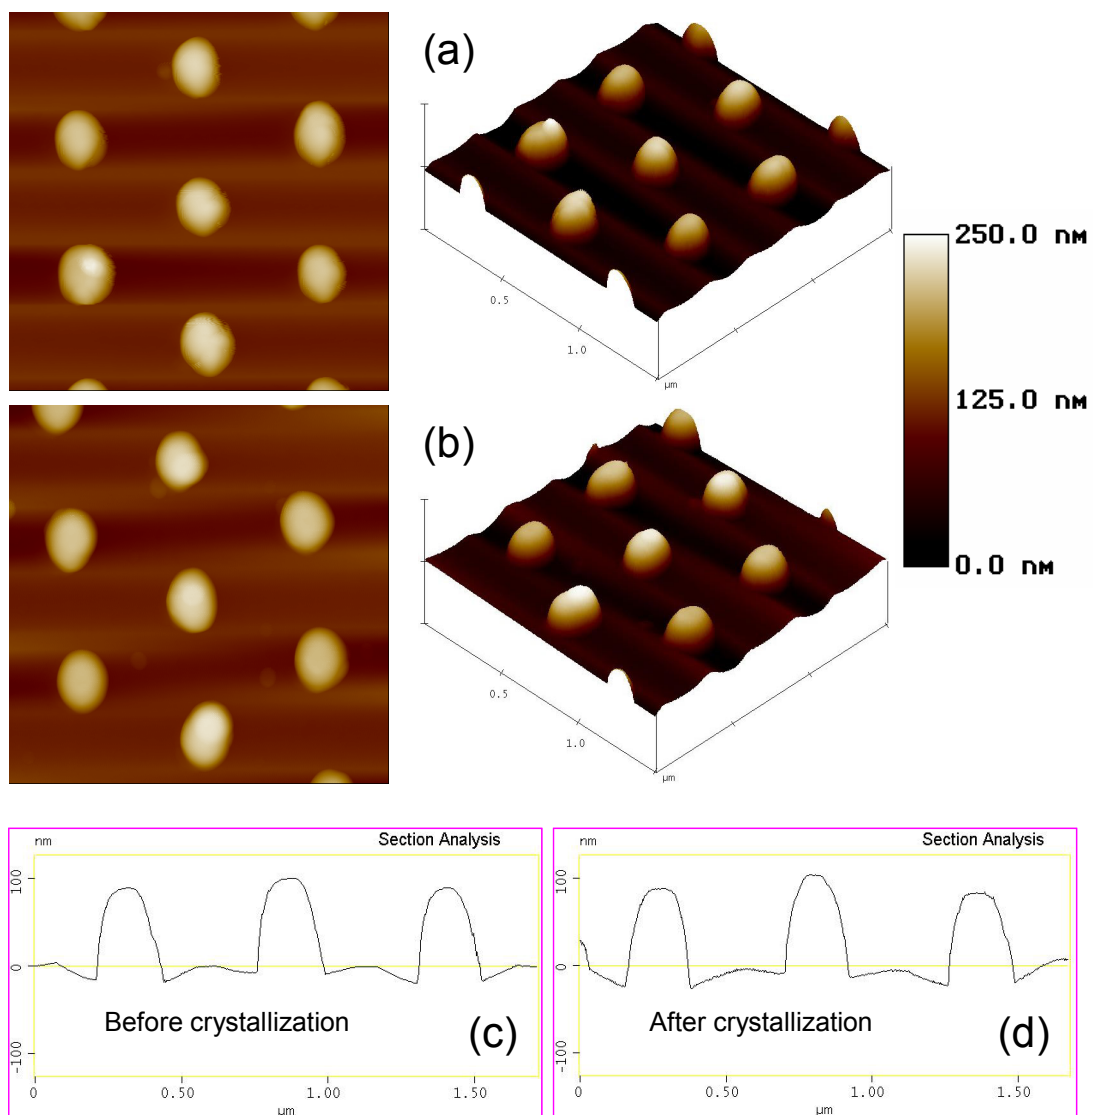 (a)
0.5
1.0
µm
250.0 nm
125.0 nm
0.0 nm
(b)
0.5
1.0
µm
nm
Section Analysis
100
0
-100
Before crystallization
(c)
0
0.50
1.00
1.50
µm
nm
Section Analysis
100
0
-100
After crystallization
(d)
0
0.50
1.00
1.50
µm